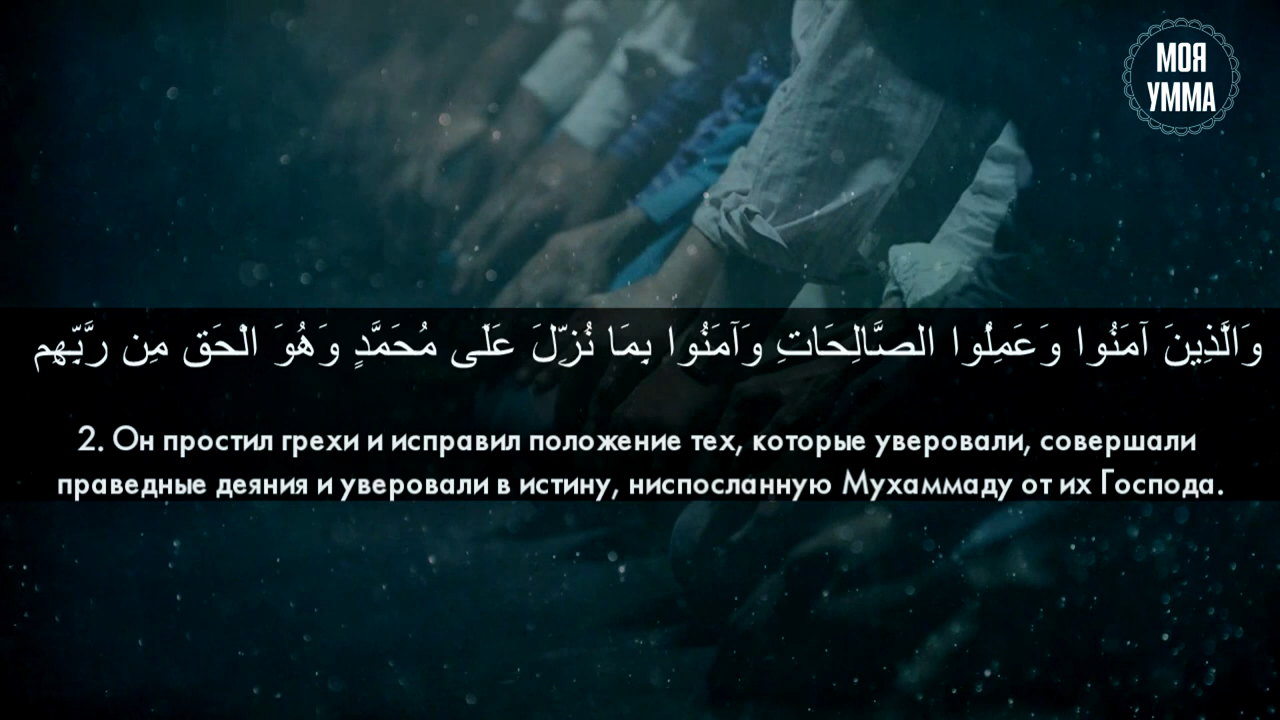 МОЯ
УММА
وَالَّذِينَ آمَنُوا وَعَمِلُوا الصَّالِحَاتِ وَآمَنُوا بِمَا نُزِّلَ عَلَى مُحَمَّدٍ وَهُوَ الْحَق مِن رَّبِّهِم
2. Он простил грехи и исправил положение тех, которые уверовали, совершали
праведные деяния и уверовали в истину, ниспосланную Мухаммаду от их Господа.